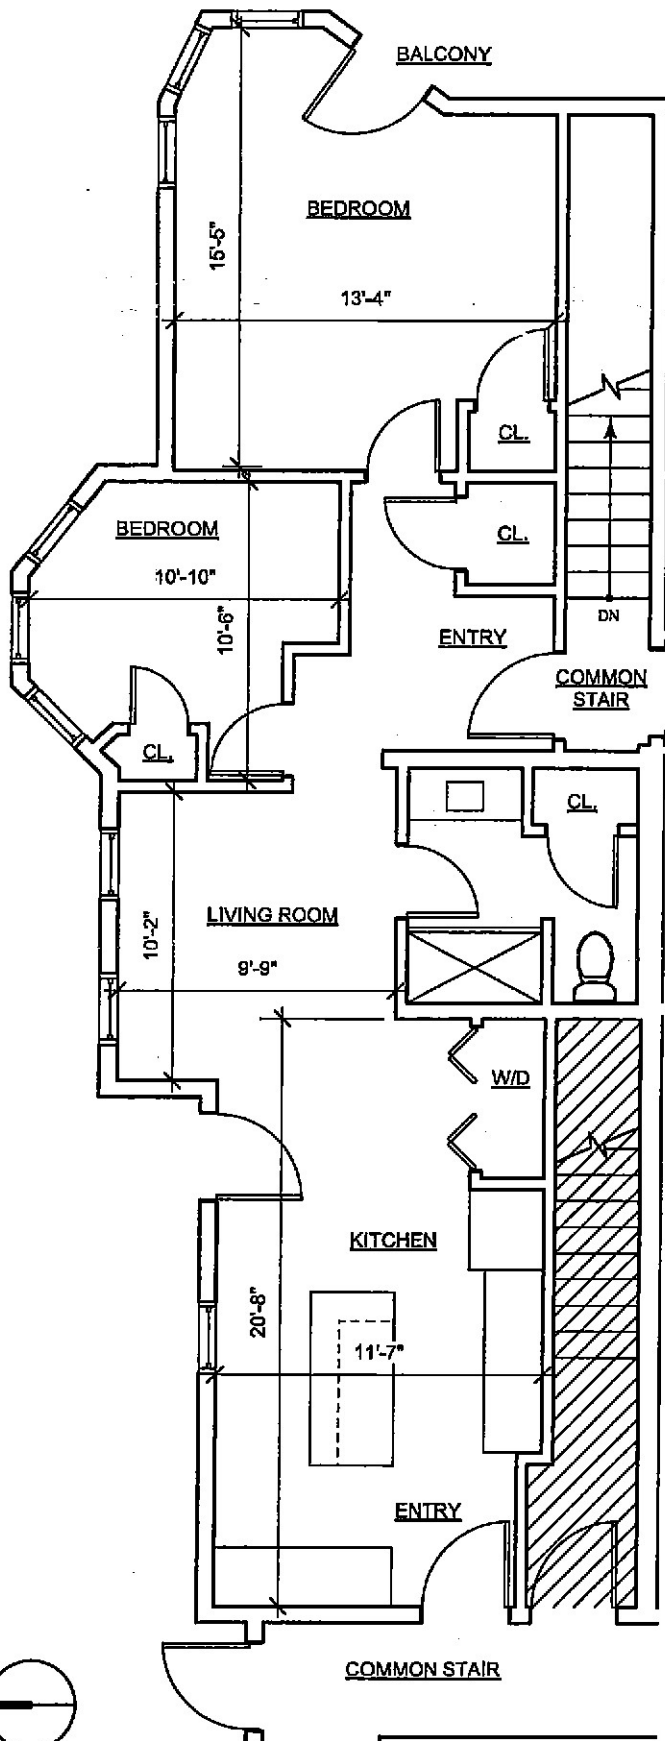 BALCONY
BEDROOM
15'-5"
13'-4"
CL.
BEDROOM
CL.
10'-10"
10'-6"
DN
ENTRY
COMMON
STAIR
CL.
CL.
LIVING ROOM
10'-2"
9'-9"
W/D
KITCHEN
20'-8"
11'-7"
ENTRY
COMMON STAIR